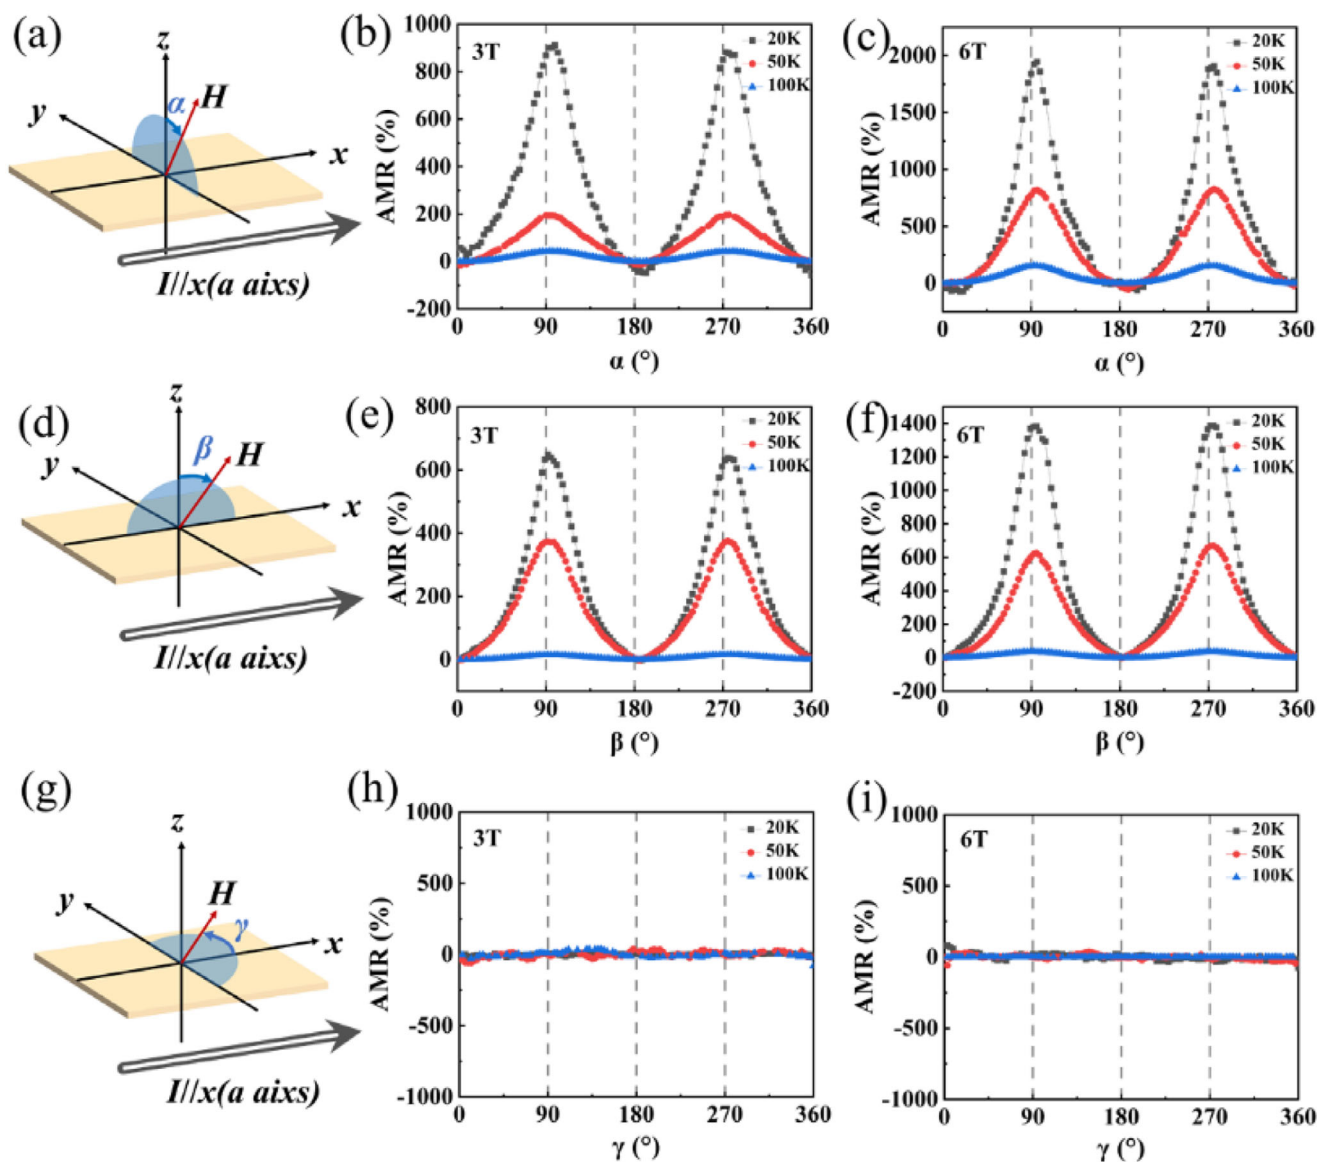 (a)
z
α
H
y
x
I//x(a aixs)
(b)
1000
800
600
400
200
0
-200
AMR (%)
3T
20K
50K
100K
0 90 180 270 360
α (°)
(c)
2000
1500
1000
500
0
AMR (%)
6T
20K
50K
100K
0 90 180 270 360
α (°)
(d)
z
β
H
y
x
I//x(a aixs)
(e)
800
600
400
200
0
AMR (%)
3T
20K
50K
100K
0 90 180 270 360
β (°)
(f)
1400
1200
1000
800
600
400
200
0
-200
AMR (%)
6T
20K
50K
100K
0 90 180 270 360
β (°)
(g)
z
H
y
γ
x
I//x(a aixs)
(h)
1000
500
0
-500
-1000
AMR (%)
3T
20K
50K
100K
0 90 180 270 360
γ (°)
(i)
1000
500
0
-500
-1000
AMR (%)
6T
20K
50K
100K
0 90 180 270 360
γ (°)